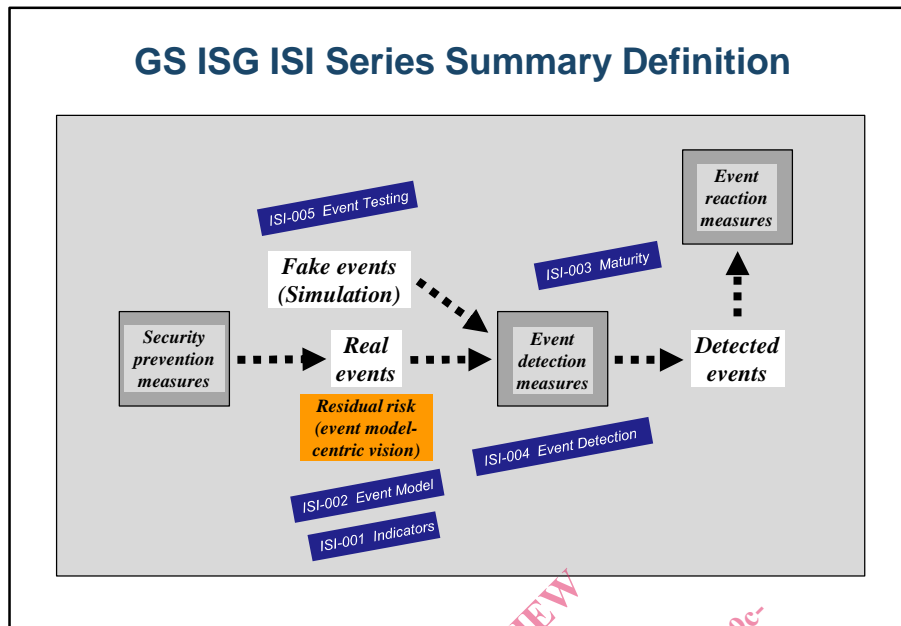 GS ISG ISI Series Summary Definition
Event
reaction
measures
ISI-005 Event Testing
ISI-003 Maturity
Fake events
(Simulation)
Security
prevention
measures
Real
events
Event
detection
measures
Detected
events
Residual risk
(event model-
centric vision)
ISI-004 Event Detection
ISI-002 Event Model
ISI-001 Indicators